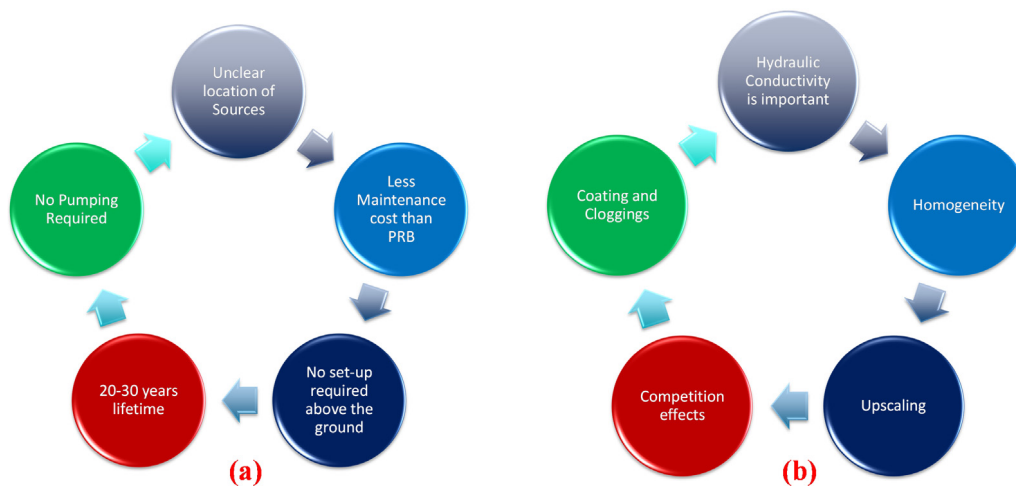 Unclear
location of
Sources
Less
Maintenance
cost than
PRB
No set-up
required
above the
ground
20-30 years
lifetime
No Pumping
Required
(a)
Hydraulic
Conductivity
is important
Homogeneity
Upscaling
Competition
effects
Coating and
Cloggings
(b)